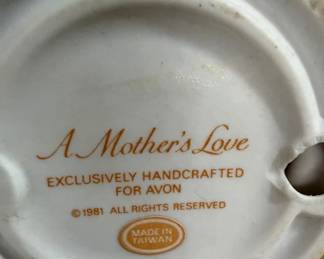 A Mother's Love
EXCLUSIVELY HANDCRAFTED
FOR AVON
©1981 ALL RIGHTS RESERVED
MADE IN
TAIWAN